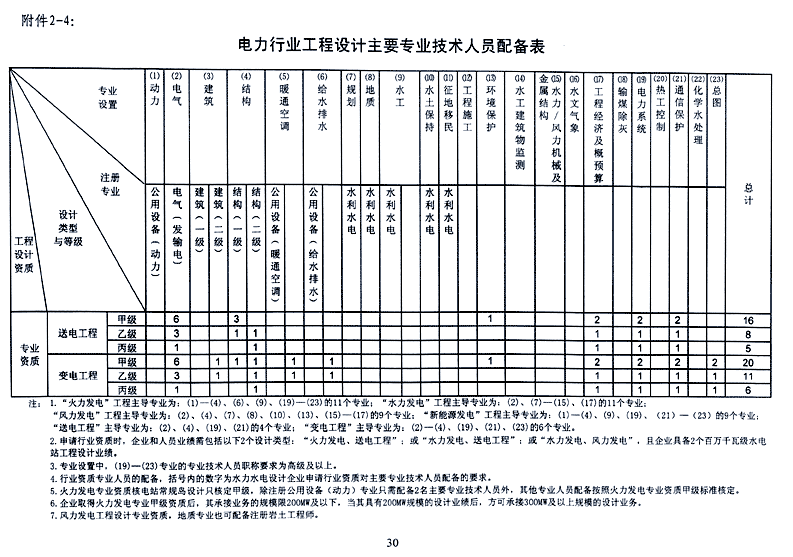 附件2-4：
电力行业工程设计主要专业技术人员配备表
专业设置 (1)动力 (2)电气 (3)建筑 (4)结构 (5)暖通空调 (6)给水排水 (7)规划 (8)地质 (9)水工 (10)水土保持 (11)征地移民 (12)工程施工 (13)环境保护 (14)水工建筑物监测 (15)水力/风力机械及金属结构 (16)水文气象 (17)工程经济及概预算 (18)输煤除灰 (19)电力系统 (20)热工控制 (21)通信保护 (22)化学水处理 (23)总图 总计
注册专业 公用设备(动力) 电气(发输电) 建筑(一级) 建筑(二级) 结构(一级) 结构(二级) 公用设备(暖通空调) 公用设备(给水排水) 水利水电 水利水电 水利水电 水利水电 水利水电
设计类型与等级
工程设计资质
专业资质
送电工程 甲级 6 3 1 2 2 2 16
乙级 3 1 1 1 1 1 8
丙级 1 1 1 1 1 5
变电工程 甲级 6 1 1 1 1 1 1 2 2 2 2 20
乙级 3 1 1 1 1 1 1 1 1 11
丙级 1 1 1 1 1 1 6
注：1.“火力发电”工程主导专业为：(1)—(4)、(6)、(9)、(19)—(23)的11个专业；“水力发电”工程主导专业为：(2)、(7)—(15)、(17)的11个专业；
“风力发电”工程主导专业为：(2)、(4)、(7)、(8)、(10)、(13)、(15)—(17)的9个专业；“新能源发电”工程主导专业为：(1)—(4)、(9)、(19)、(21)—(23)的9个专业；
“送电工程”主导专业为：(2)、(4)、(19)、(21)的4个专业；“变电工程”主导专业为：(2)—(4)、(19)、(21)、(23)的6个专业。
2.申请行业资质时，企业和人员业绩需包括以下2个设计类型：“火力发电、送电工程”；或“水力发电、送电工程”；或“水力发电、风力发电”，且企业具备2个百万千瓦级水电
站工程设计业绩。
3.专业设置中，(19)—(23)专业的专业技术人员职称要求为高级及以上。
4.行业资质专业人员的配备，括号内的数字为水力水电设计企业申请行业资质对主要专业技术人员配备的要求。
5.火力发电专业资质核电站常规岛设计只核定甲级。除注册公用设备（动力）专业只需配备2名主要专业技术人员外，其他专业人员配备按照火力发电专业资质甲级标准核定。
6.企业取得火力发电专业甲级资质后，其承接业务的规模限200MW及以下，当其具有200MW规模的设计业绩后，方可承接300MW及以上规模的设计业务。
7.风力发电工程设计专业资质，地质专业也可配备注册岩土工程师。
30